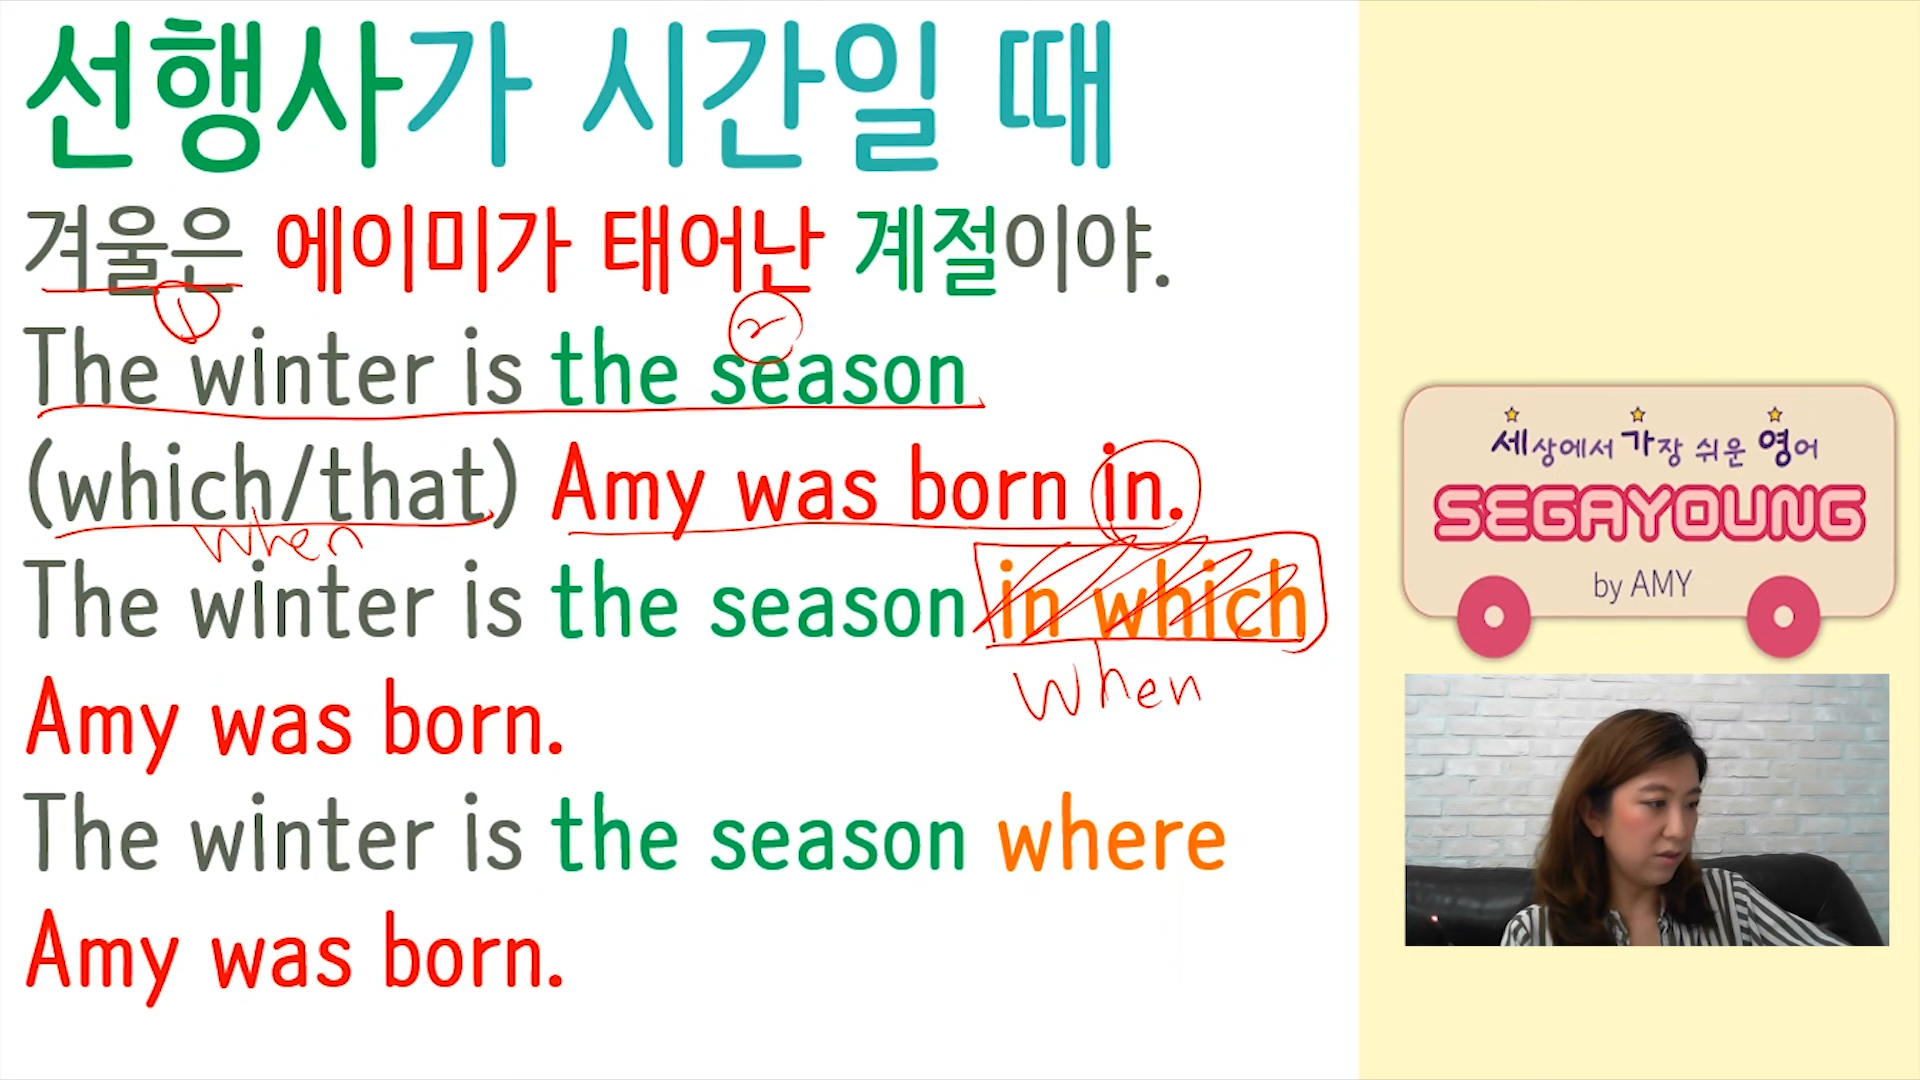 선행사가 시간일 때
겨울은 에이미가 태어난 계절이야.
1
2
The winter is the season
(which/that) Amy was born in.
When
The winter is the season in which
When
Amy was born.
The winter is the season where
Amy was born.
세상에서 가장 쉬운 영어
SEGAYOUNG
by AMY